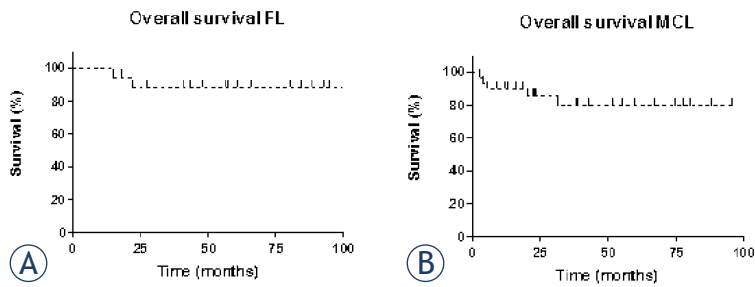 Overall survival FL
100
80
60
40
20
0
Survival (%)
0 25 50 75 100
Time (months)
A
Overall survival MCL
100
80
60
40
20
0
Survival (%)
0 25 50 75 100
Time (months)
B